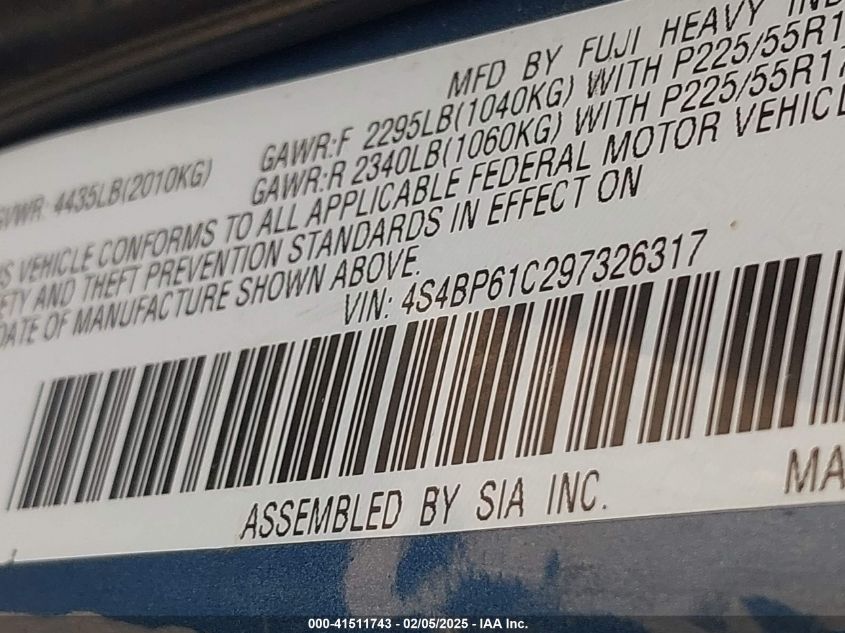 MFD BY FUJI HEAVY
GVWR: 4435LB(2010KG) GAWR:F 2295LB(1040KG) WITH P225/55R1
GAWR:R 2340LB(1060KG) WITH P225/55R17
VEHICLE CONFORMS TO ALL APPLICABLE FEDERAL MOTOR VEHICL
AND THEFT PREVENTION STANDARDS IN EFFECT ON
DATE OF MANUFACTURE SHOWN ABOVE.
VIN: 4S4BP61C297326317
ASSEMBLED BY SIA INC. MA
000-41511743 / 02/05/2025 - IAA Inc.